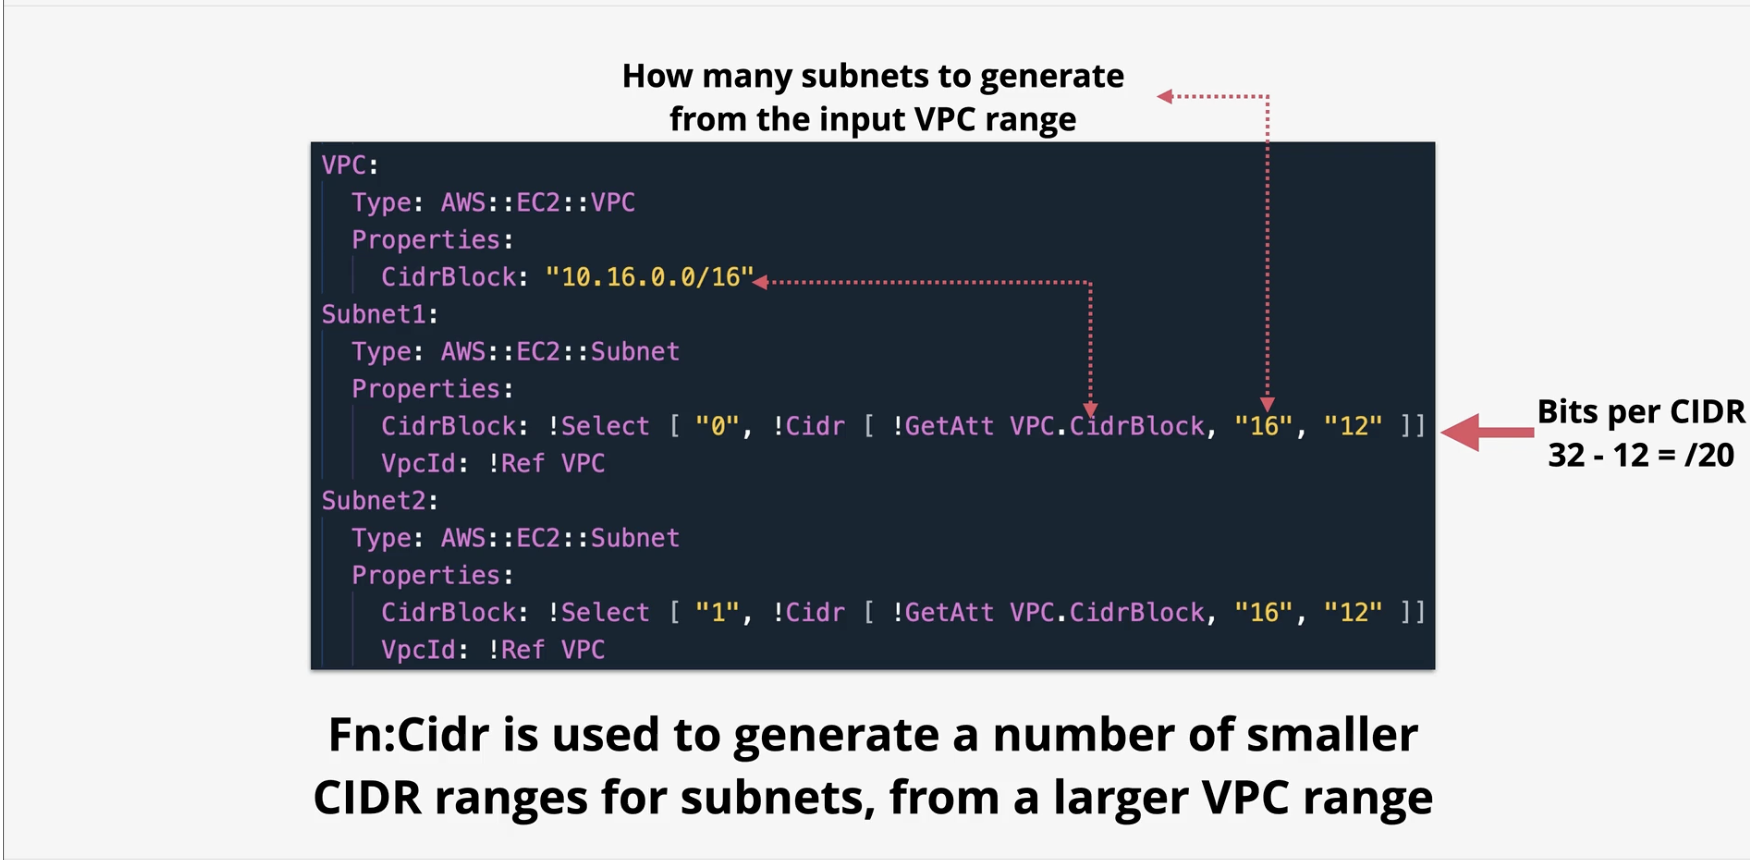 How many subnets to generate
from the input VPC range
VPC:
  Type: AWS::EC2::VPC
  Properties:
    CidrBlock: "10.16.0.0/16"
Subnet1:
  Type: AWS::EC2::Subnet
  Properties:
    CidrBlock: !Select [ "0", !Cidr [ !GetAtt VPC.CidrBlock, "16", "12" ]]
    VpcId: !Ref VPC
Subnet2:
  Type: AWS::EC2::Subnet
  Properties:
    CidrBlock: !Select [ "1", !Cidr [ !GetAtt VPC.CidrBlock, "16", "12" ]]
    VpcId: !Ref VPC
Bits per CIDR
32 - 12 = /20
Fn:Cidr is used to generate a number of smaller
CIDR ranges for subnets, from a larger VPC range